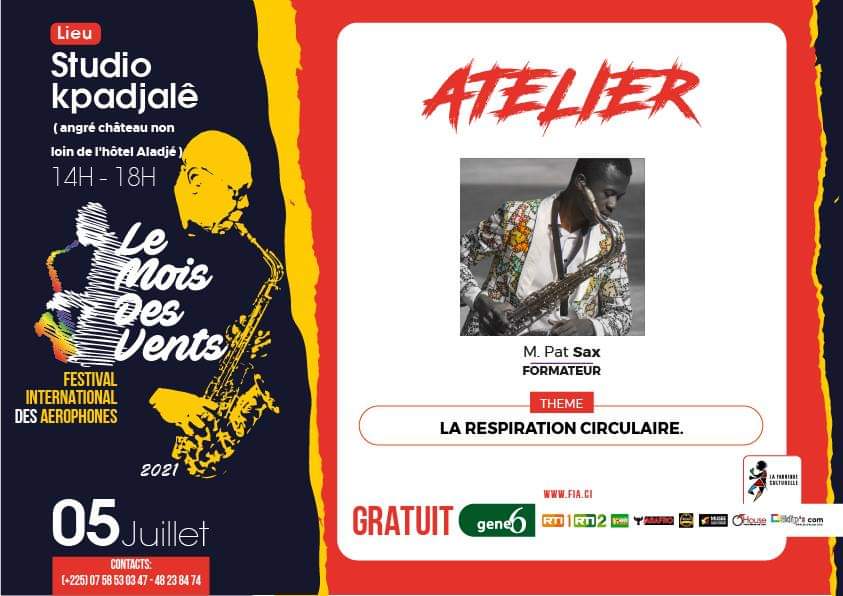 Lieu
Studio
kpadjalê
( angré château non
loin de l'hôtel Aladjé )
14H - 18H
Le
Mois
Des
Vents
FESTIVAL
INTERNATIONAL
DES AEROPHONES
2021
05 Juillet
CONTACTS:
(+225) 07 58 53 03 47 - 48 23 84 74
ATELIER
M. Pat Sax
FORMATEUR
THEME
LA RESPIRATION CIRCULAIRE.
LA FABRIQUE
CULTURELLE
WWW.FIA.CI
GRATUIT
gene6
RTI 1
RTI 2
House